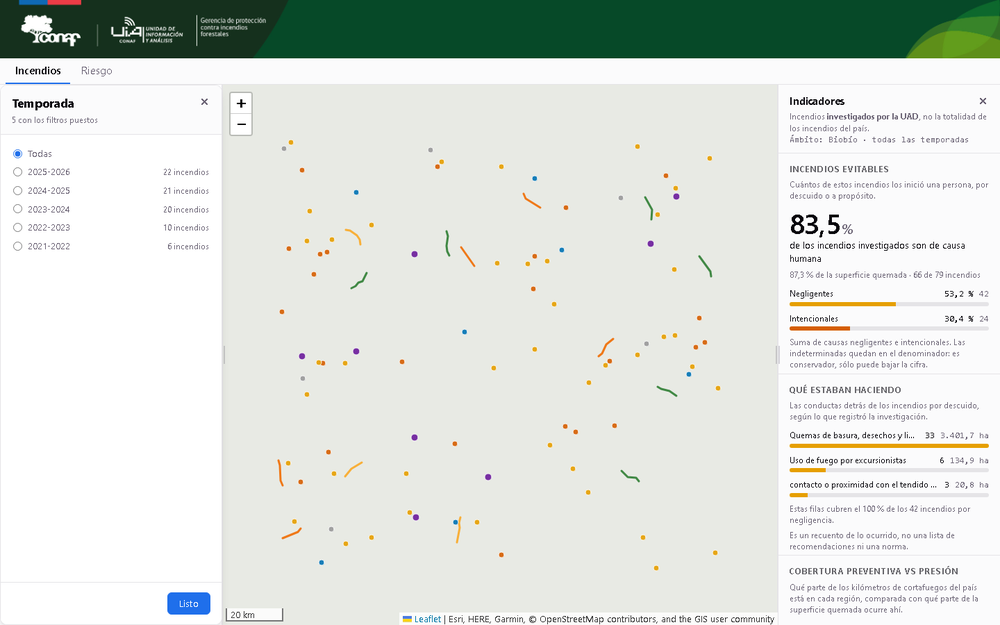 conaf
CONAF
UiA
UNIDAD DE
INFORMACIÓN
Y ANÁLISIS
Gerencia de protección
contra incendios
forestales
Incendios
Riesgo
Temporada
×
5 con los filtros puestos
Todas
2025-2026
22 incendios
2024-2025
21 incendios
2023-2024
20 incendios
2022-2023
10 incendios
2021-2022
6 incendios
Listo
+
−
20 km
Leaflet | Esri, HERE, Garmin, © OpenStreetMap contributors, and the GIS user community
Indicadores
×
Incendios investigados por la UAD, no la totalidad de
los incendios del país.
Ámbito: Biobío · todas las temporadas
INCENDIOS EVITABLES
Cuántos de estos incendios los inició una persona, por
descuido o a propósito.
83,5%
de los incendios investigados son de causa
humana
87,3 % de la superficie quemada · 66 de 79 incendios
Negligentes
53,2 % 42
Intencionales
30,4 % 24
Suma de causas negligentes e intencionales. Las
indeterminadas quedan en el denominador: es
conservador, sólo puede bajar la cifra.
QUÉ ESTABAN HACIENDO
Las conductas detrás de los incendios por descuido,
según lo que registró la investigación.
Quemas de basura, desechos y li...
33 3.401,7 ha
Uso de fuego por excursionistas
6 134,9 ha
contacto o proximidad con el tendido ...
3 20,8 ha
Estas filas cubren el 100 % de los 42 incendios por
negligencia.
Es un recuento de lo ocurrido, no una lista de
recomendaciones ni una norma.
COBERTURA PREVENTIVA VS PRESIÓN
Qué parte de los kilómetros de cortafuegos del país
está en cada región, comparada con qué parte de la
superficie quemada ocurre ahí.